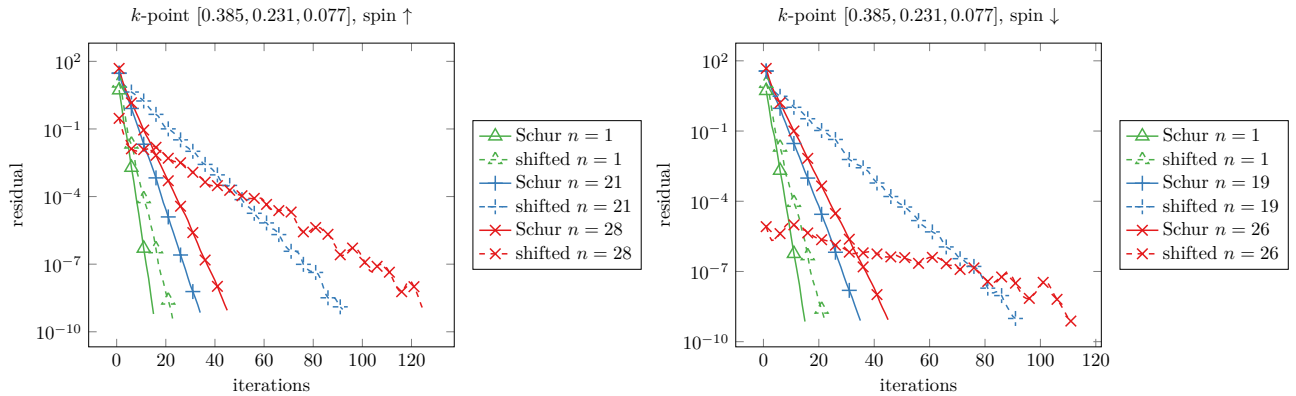 k-point [0.385, 0.231, 0.077], spin ↑
10^2
10^−1
10^−4
10^−7
10^−10
residual
0 20 40 60 80 100 120
iterations
Schur n = 1
shifted n = 1
Schur n = 21
shifted n = 21
Schur n = 28
shifted n = 28
k-point [0.385, 0.231, 0.077], spin ↓
10^2
10^−1
10^−4
10^−7
10^−10
residual
0 20 40 60 80 100 120
iterations
Schur n = 1
shifted n = 1
Schur n = 19
shifted n = 19
Schur n = 26
shifted n = 26